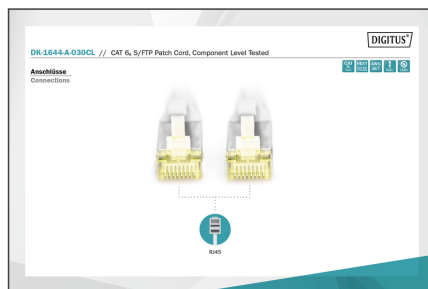 DIGITUS®
DK-1644-A-030CL // CAT 6A S/FTP Patch Cord, Component Level Tested
Anschlüsse
Connections
RJ45